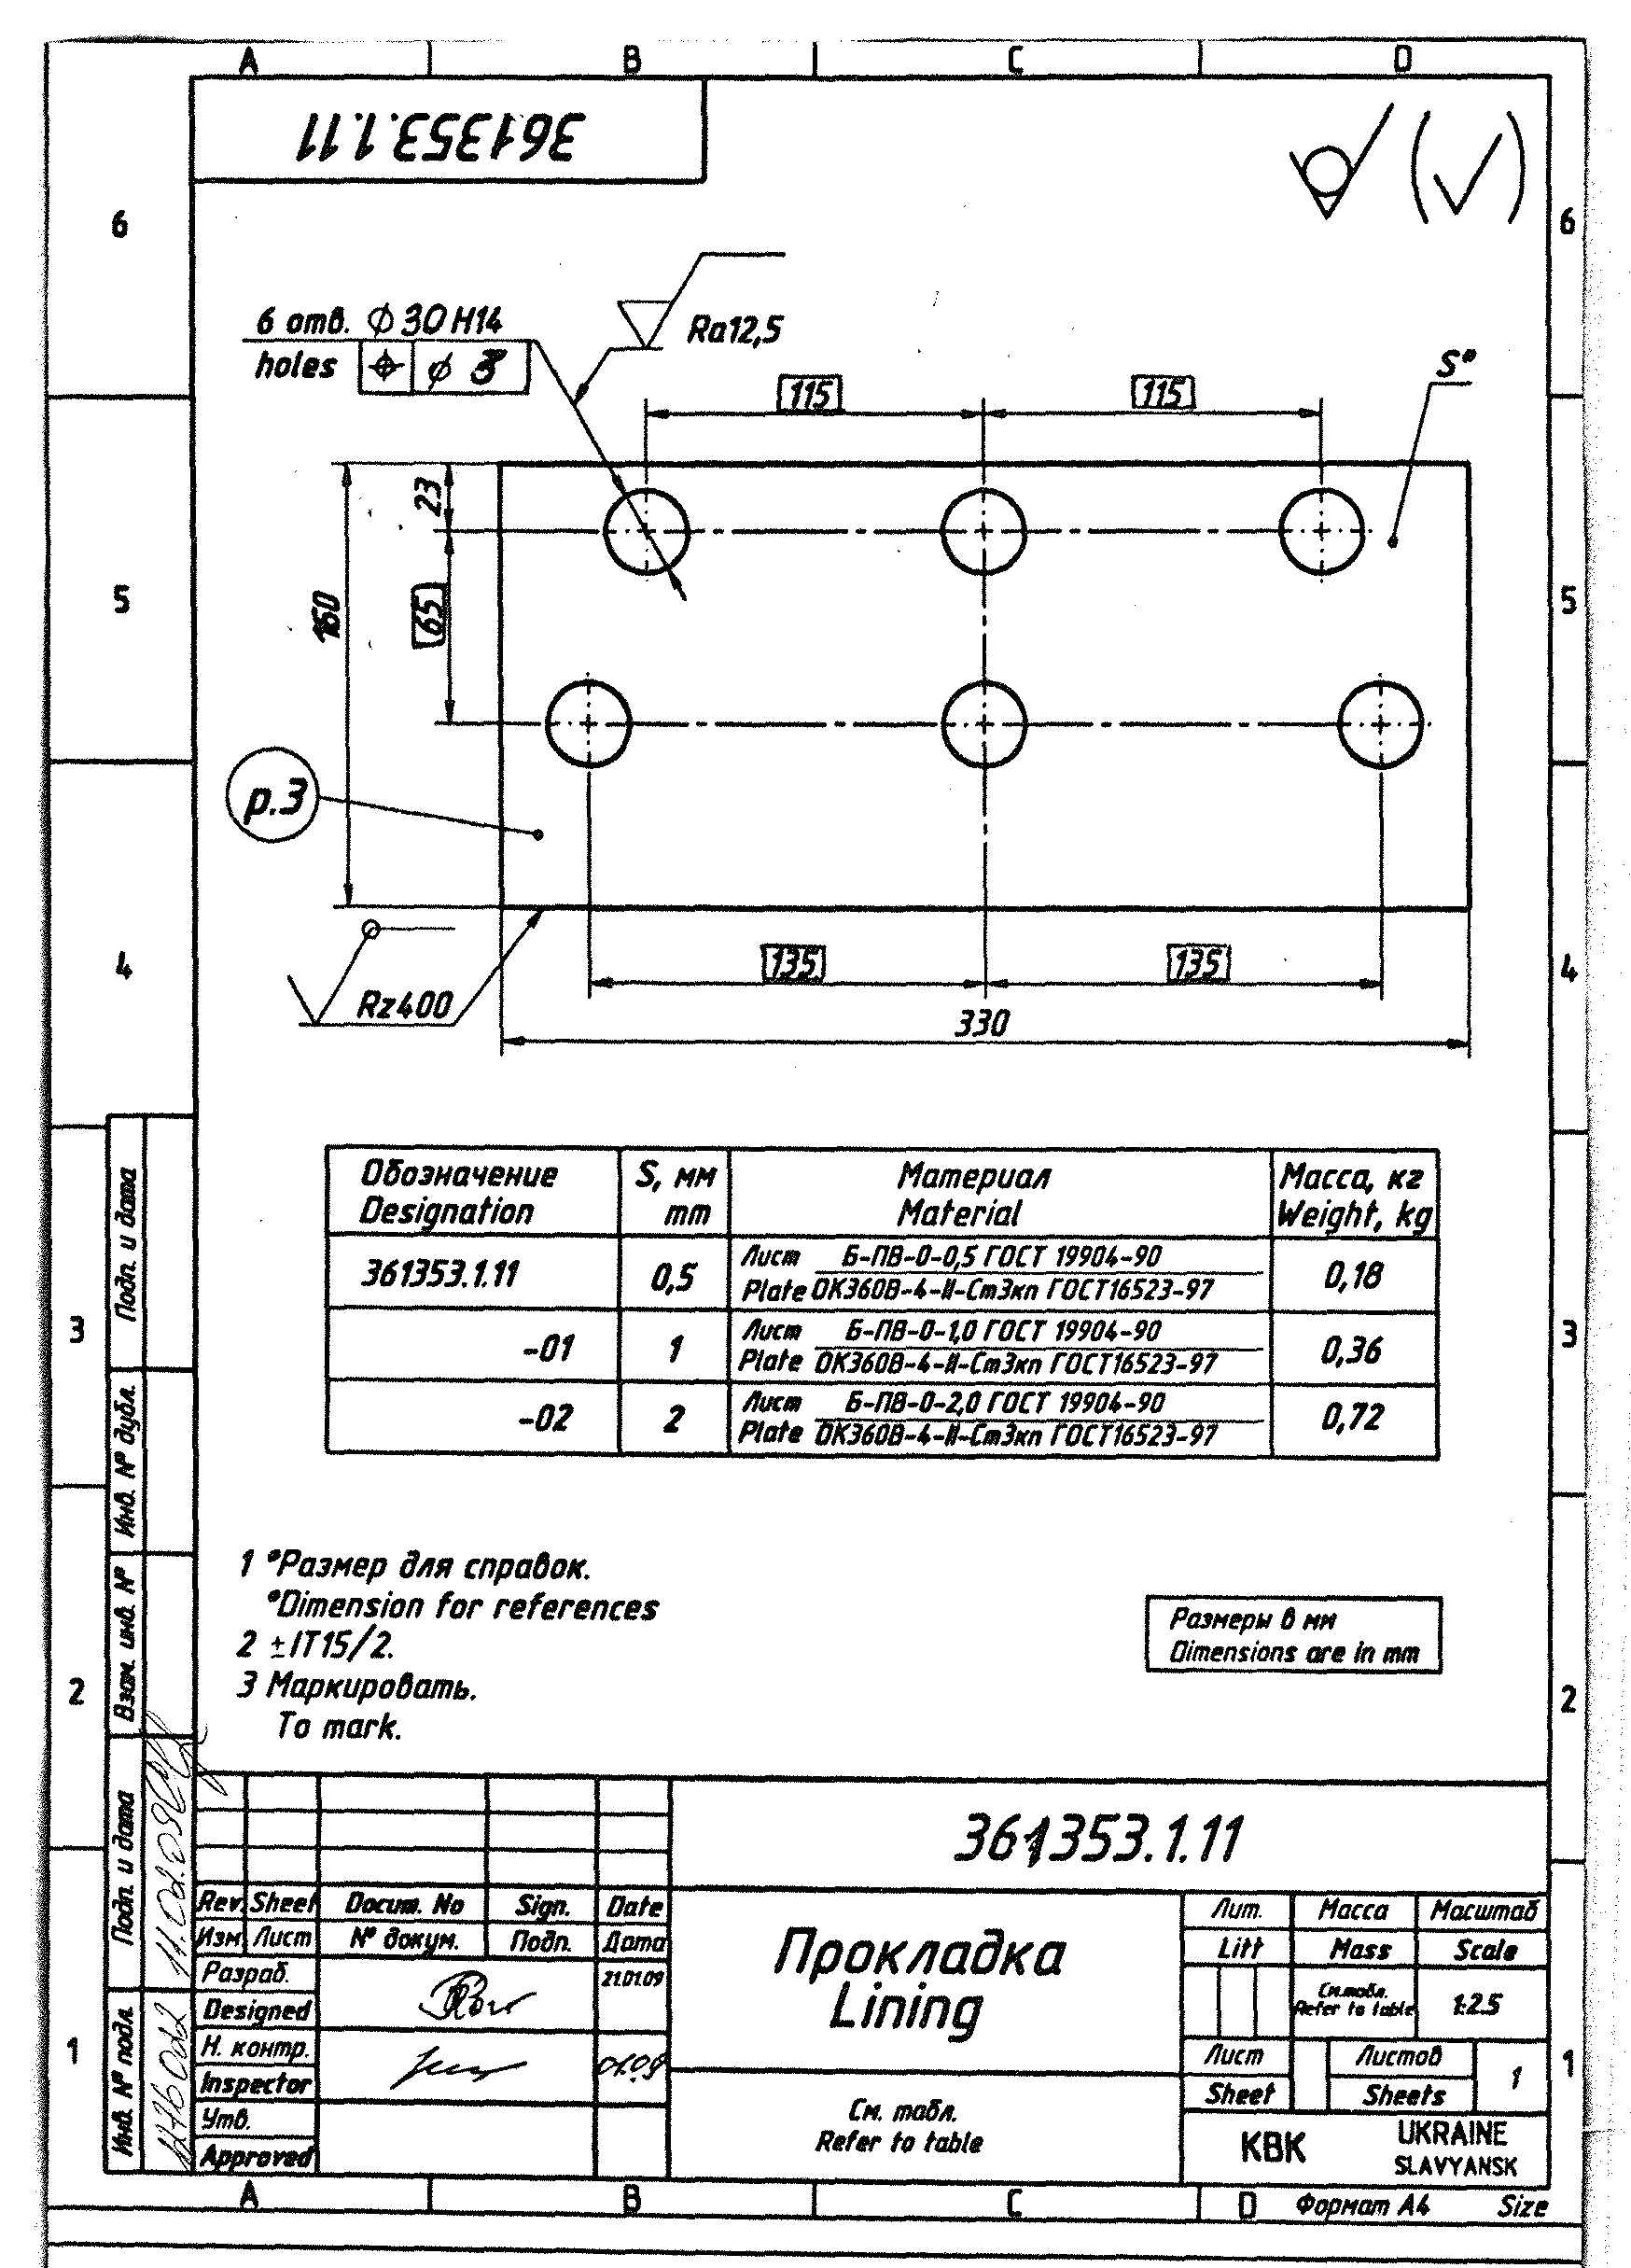 A B C D
361353.1.11
6 6
6 отв. ⌀30H14
holes ⌀ 3
Ra12,5
S*
115 115
23
160
65
5 5
p.3
4 4
Rz400
135 135
330
Обозначение S, мм Материал Масса, кг
Designation mm Material Weight, kg
361353.1.11 0,5 Лист Б-ПВ-0-0,5 ГОСТ 19904-90 0,18
Plate ОК360В-4-II-Ст3кп ГОСТ16523-97
-01 1 Лист Б-ПВ-0-1,0 ГОСТ 19904-90 0,36
Plate ОК360В-4-II-Ст3кп ГОСТ16523-97
-02 2 Лист Б-ПВ-0-2,0 ГОСТ 19904-90 0,72
Plate ОК360В-4-II-Ст3кп ГОСТ16523-97
3 3
1 *Размер для справок.
*Dimension for references
2 ±IT15/2.
3 Маркировать.
To mark.
Размеры в мм
Dimensions are in mm
2 2
Подп. и дата
Инв. № дубл.
Взам. инв. №
Подп. и дата
Инв. № подл.
361353.1.11
Rev. Sheet Docum. No Sign. Date
Изм. Лист № докум. Подп. Дата
Разраб. 21.01.09
Designed
Н. контр.
Inspector
Утв.
Approved
Прокладка
Lining
См. табл.
Refer to table
Лит. Масса Масштаб
Litt Mass Scale
См.табл.
Refer to table 1:2.5
Лист Листов 1
Sheet Sheets
КВК UKRAINE
SLAVYANSK
1 1
A B C D Формат А4 Size